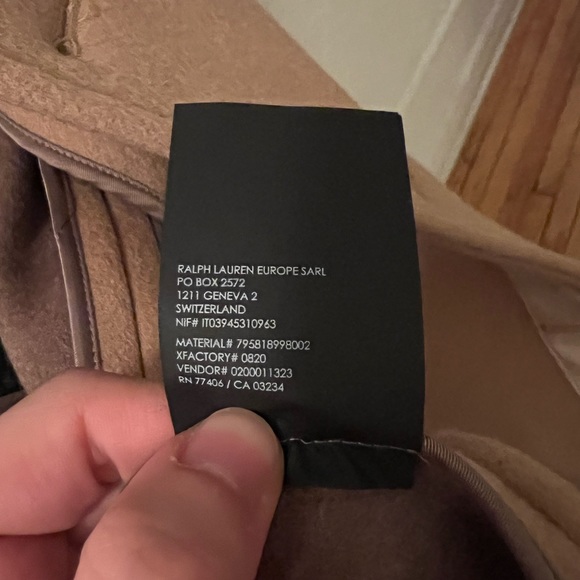 RALPH LAUREN EUROPE SARL
PO BOX 2572
1211 GENEVA 2
SWITZERLAND
NIF# IT03945310963
MATERIAL# 795818998002
XFACTORY# 0820
VENDOR# 0200011323
RN 77406 / CA 03234